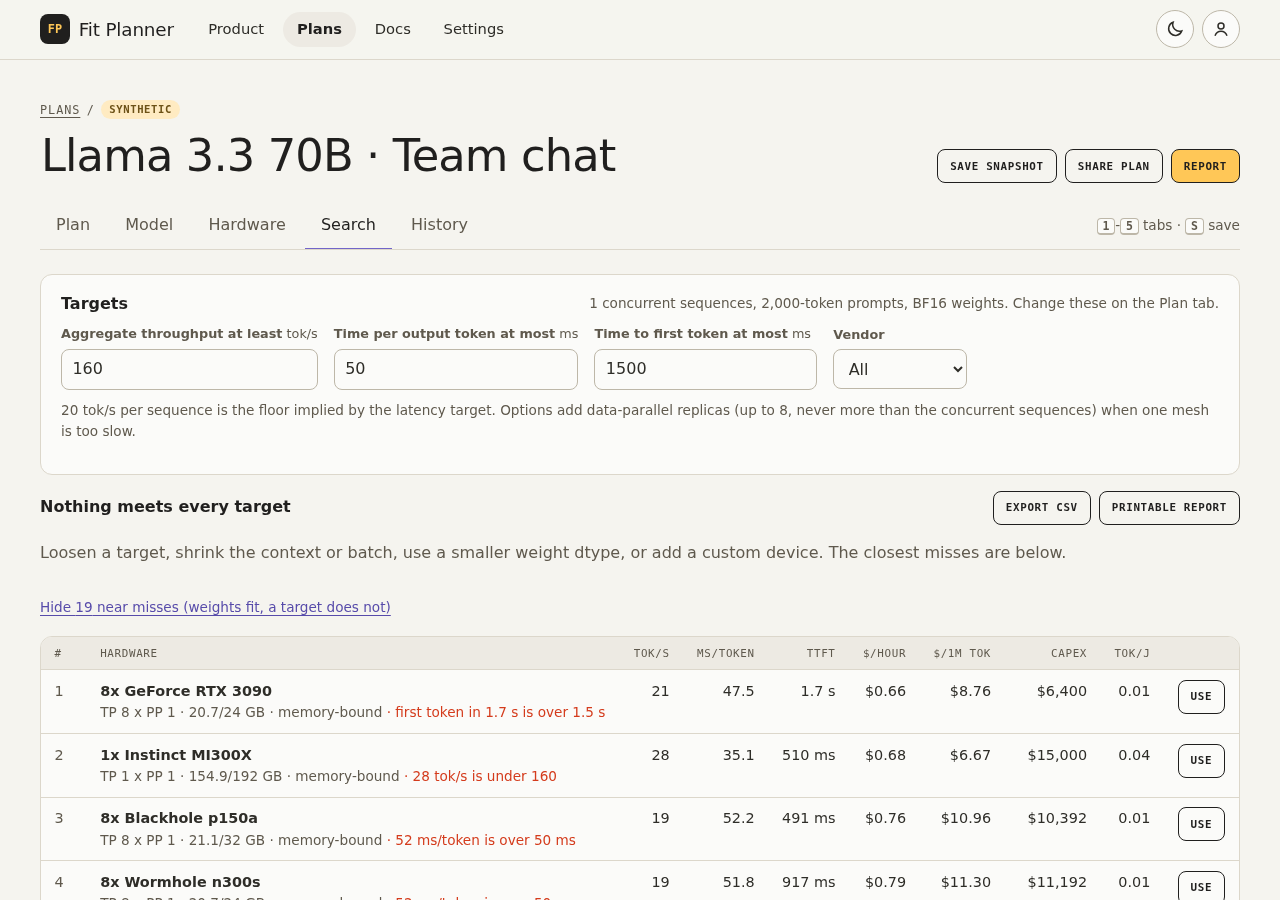 FP Fit Planner Product Plans Docs Settings
PLANS / SYNTHETIC
Llama 3.3 70B · Team chat
SAVE SNAPSHOT SHARE PLAN REPORT
Plan Model Hardware Search History 1-5 tabs · S save
Targets 1 concurrent sequences, 2,000-token prompts, BF16 weights. Change these on the Plan tab.
Aggregate throughput at least tok/s Time per output token at most ms Time to first token at most ms Vendor
160 50 1500 All
20 tok/s per sequence is the floor implied by the latency target. Options add data-parallel replicas (up to 8, never more than the concurrent sequences) when one mesh
is too slow.
Nothing meets every target EXPORT CSV PRINTABLE REPORT
Loosen a target, shrink the context or batch, use a smaller weight dtype, or add a custom device. The closest misses are below.
Hide 19 near misses (weights fit, a target does not)
# HARDWARE TOK/S MS/TOKEN TTFT $/HOUR $/1M TOK CAPEX TOK/J
1 8x GeForce RTX 3090 21 47.5 1.7 s $0.66 $8.76 $6,400 0.01 USE
TP 8 x PP 1 · 20.7/24 GB · memory-bound · first token in 1.7 s is over 1.5 s
2 1x Instinct MI300X 28 35.1 510 ms $0.68 $6.67 $15,000 0.04 USE
TP 1 x PP 1 · 154.9/192 GB · memory-bound · 28 tok/s is under 160
3 8x Blackhole p150a 19 52.2 491 ms $0.76 $10.96 $10,392 0.01 USE
TP 8 x PP 1 · 21.1/32 GB · memory-bound · 52 ms/token is over 50 ms
4 8x Wormhole n300s 19 51.8 917 ms $0.79 $11.30 $11,192 0.01 USE